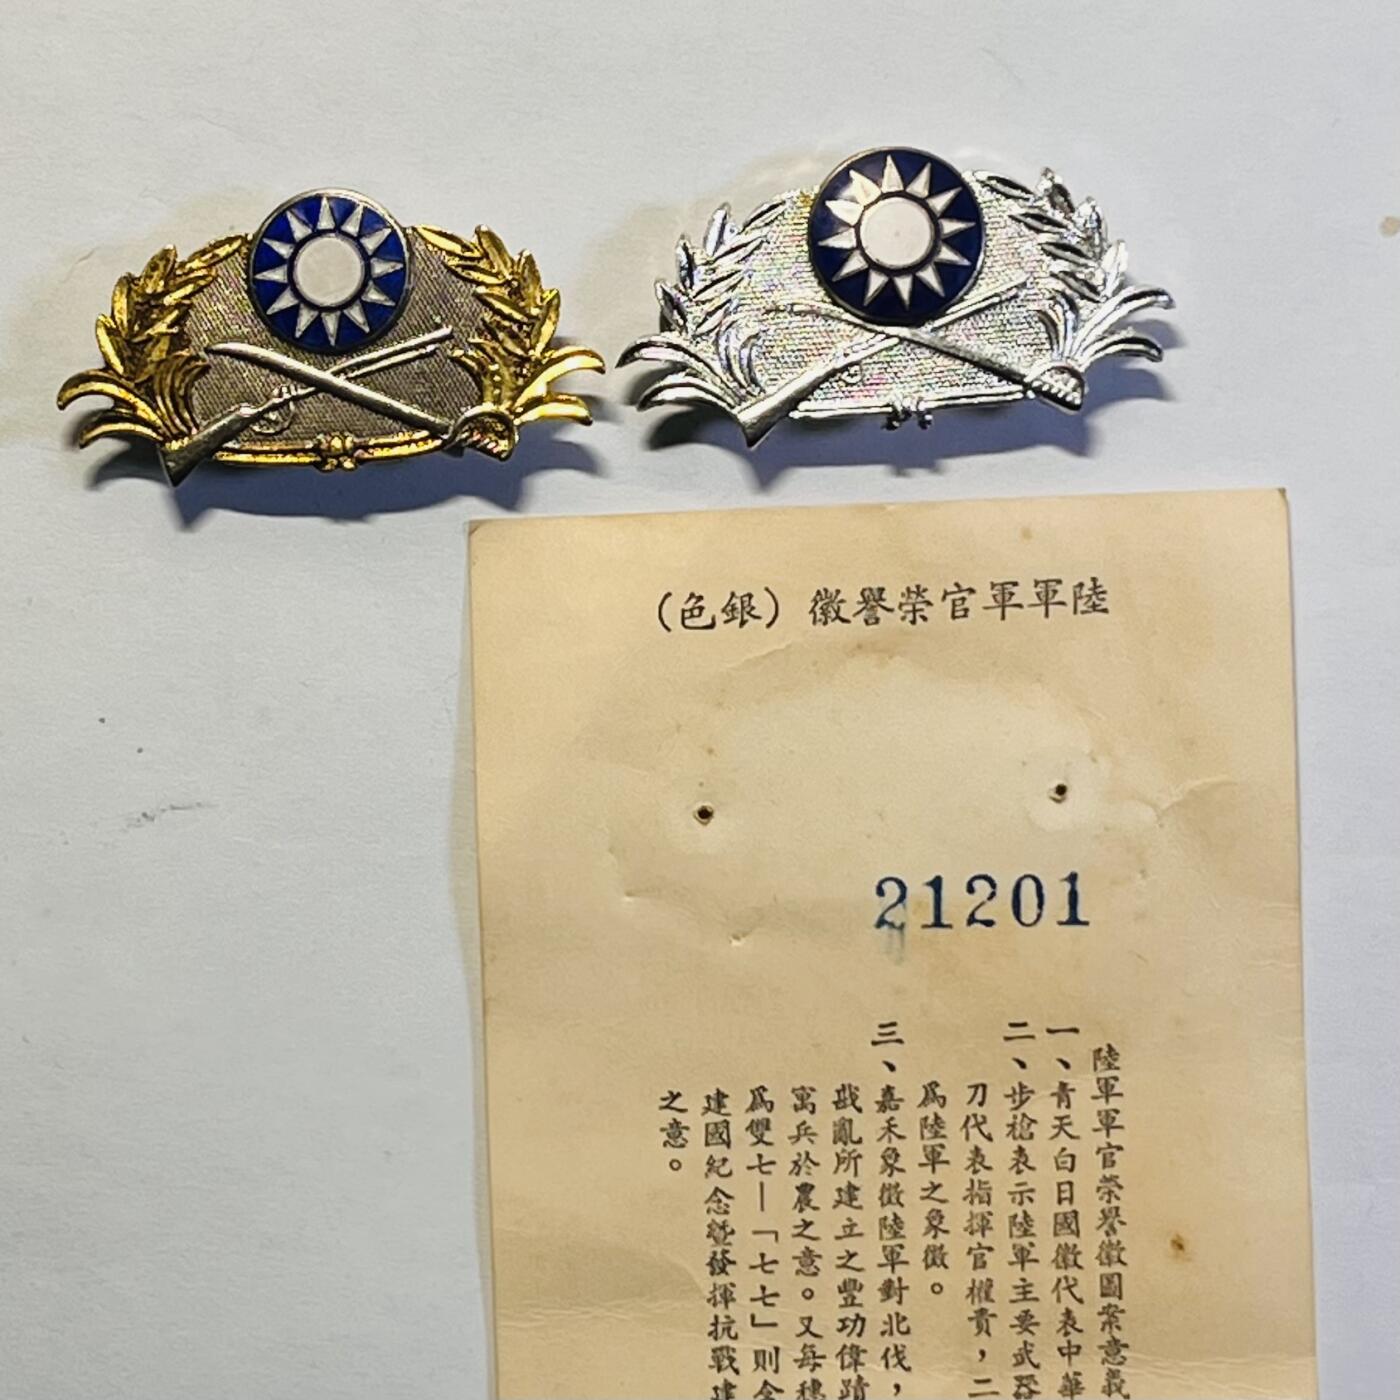 陸軍軍官榮譽徽（銀色）
21201
陸軍軍官榮譽徽圖案意義
一、青天白日國徽代表中華
二、步槍表示陸軍主要武器
刀代表指揮官權責，二
爲陸軍之象徵。
三、嘉禾象徵陸軍對北伐，
戡亂所建立之豐功偉蹟
寓兵於農之意。又每穗
爲雙七—「七七」則含
建國紀念暨發揮抗戰建
之意。